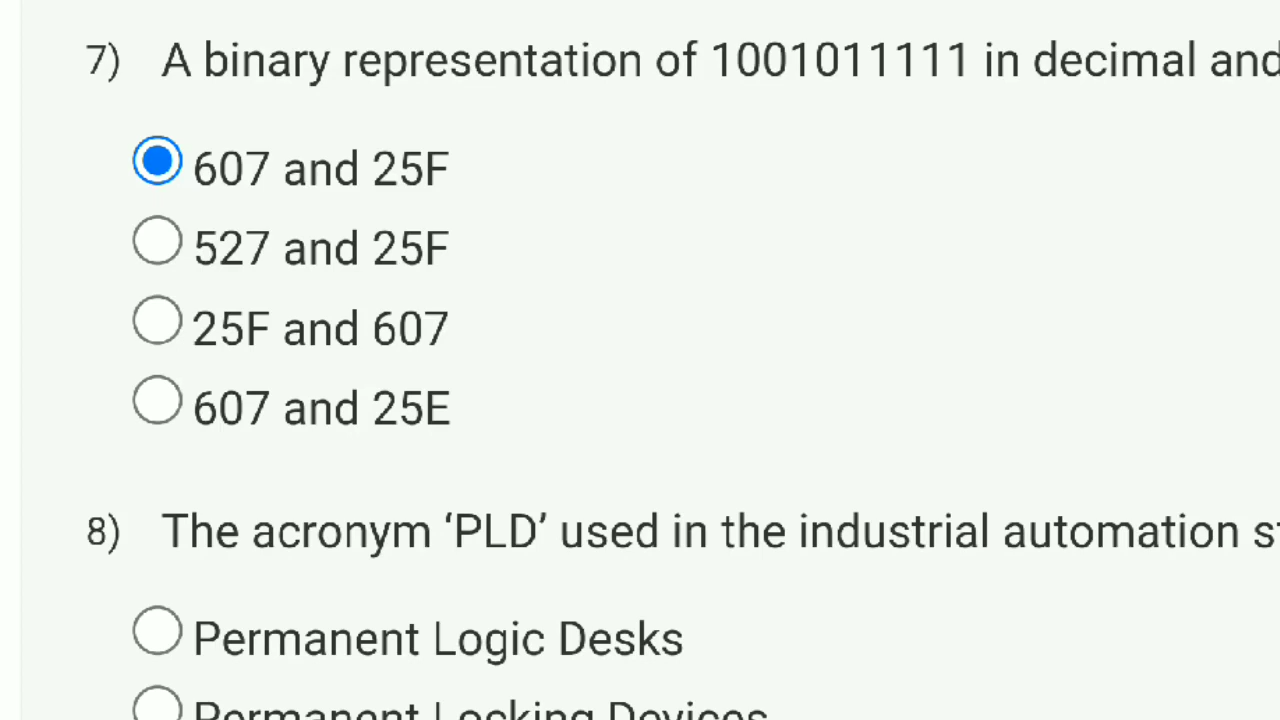 7) A binary representation of 1001011111 in decimal and
607 and 25F
527 and 25F
25F and 607
607 and 25E
8) The acronym ‘PLD’ used in the industrial automation
Permanent Logic Desks
Permanent Locking Devices